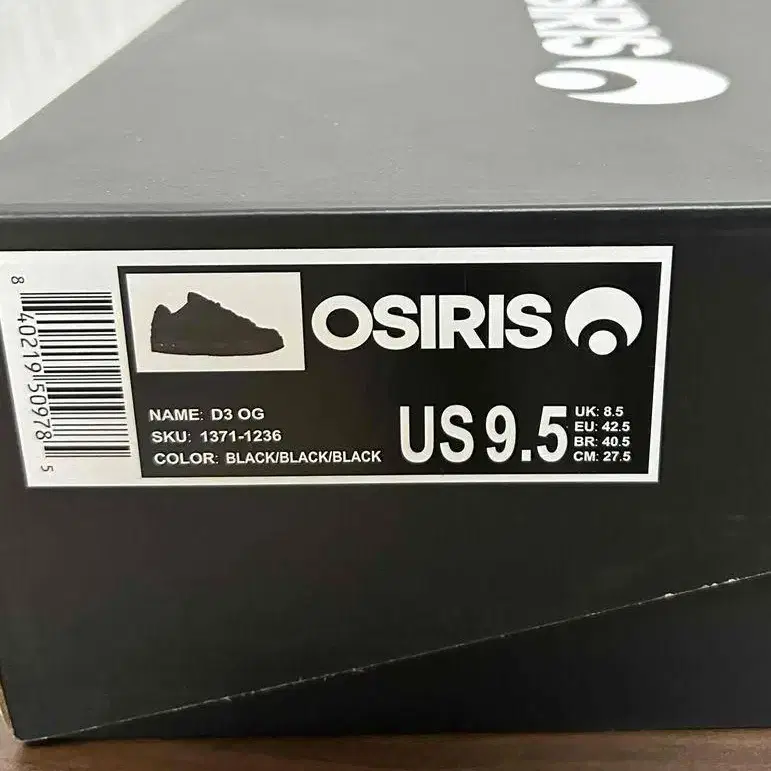 OSIRIS
8 40219 50978 5
OSIRIS
NAME: D3 OG
SKU: 1371-1236
COLOR: BLACK/BLACK/BLACK
US 9.5
UK: 8.5
EU: 42.5
BR: 40.5
CM: 27.5